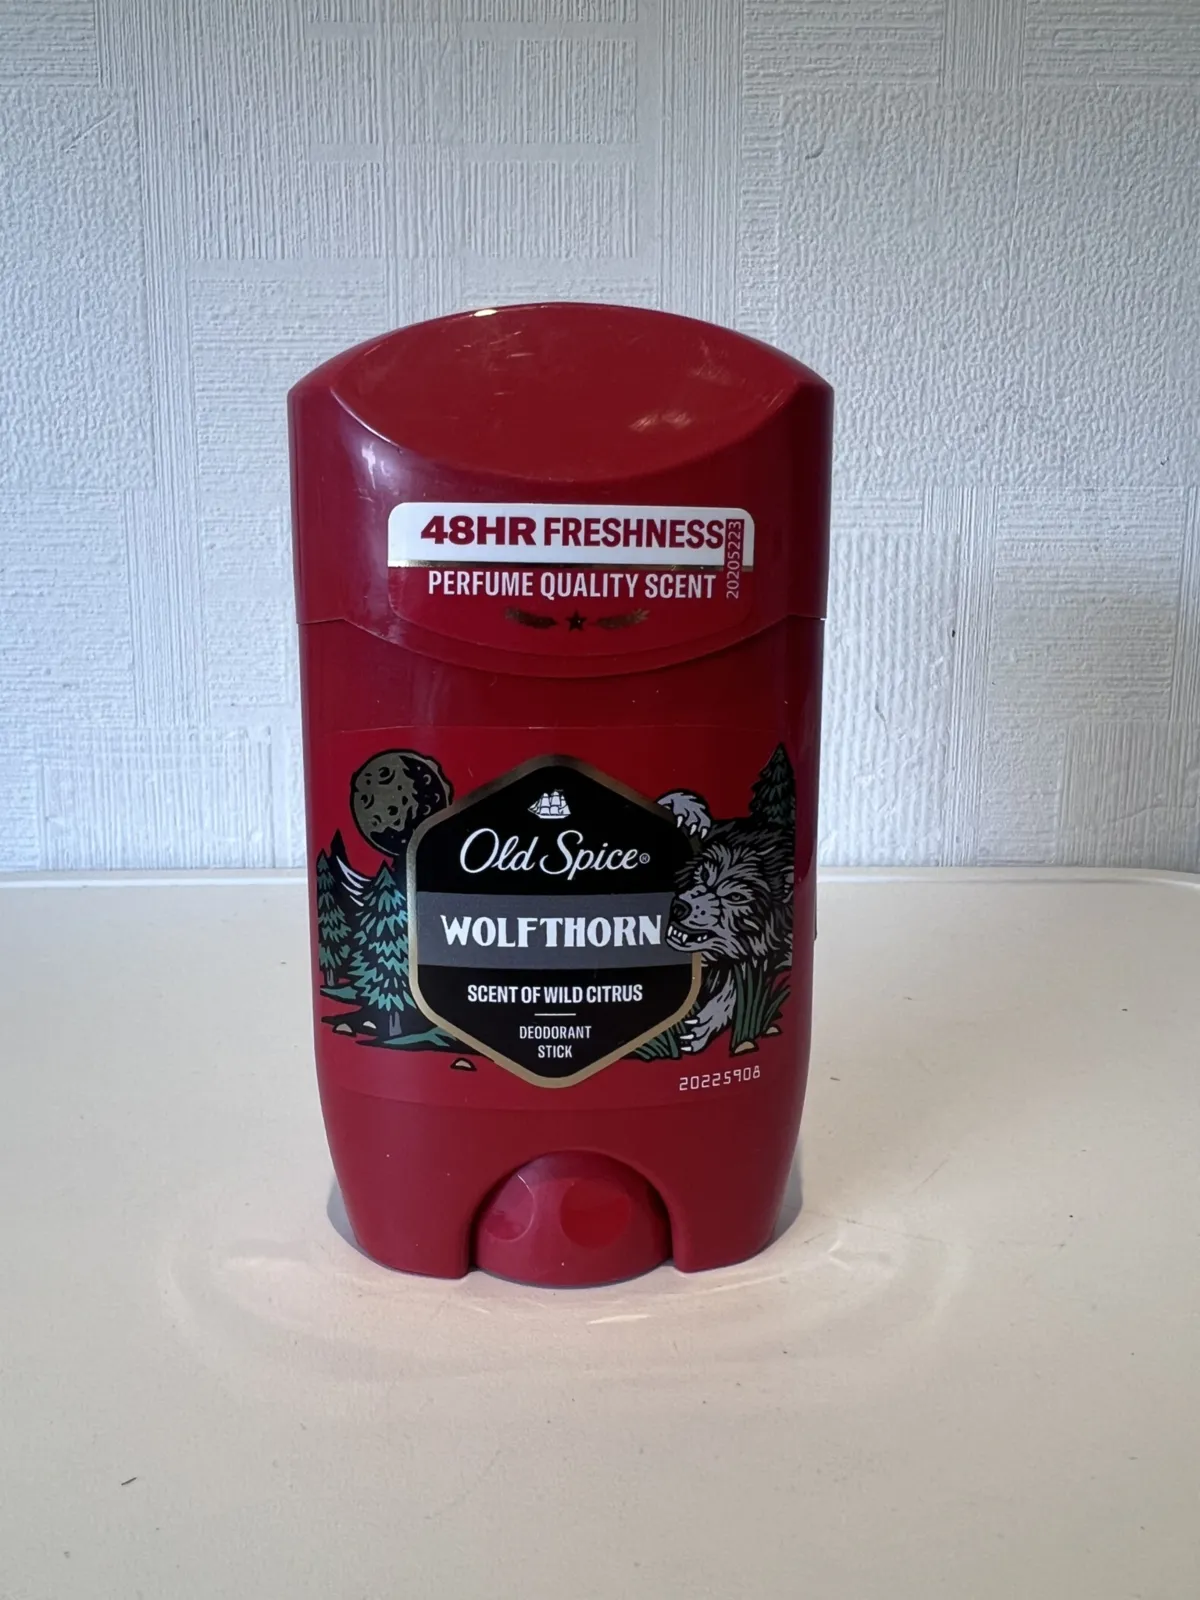 48HR FRESHNESS
20205223
PERFUME QUALITY SCENT
Old Spice®
WOLFTHORN
SCENT OF WILD CITRUS
DEODORANT
STICK
20225908